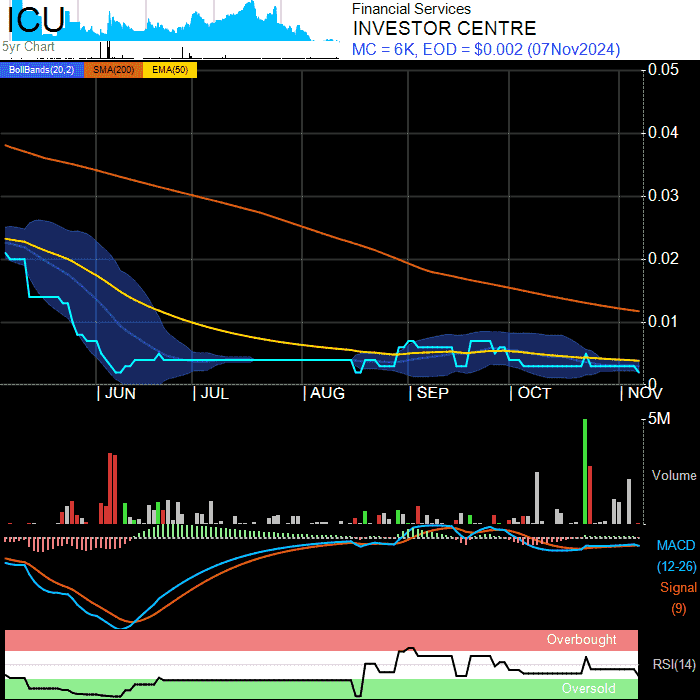 ICU
5yr Chart
Financial Services
INVESTOR CENTRE
MC = 6K, EOD = $0.002 (07Nov2024)
BollBands(20,2) SMA(200) EMA(50)
0.05
0.04
0.03
0.02
0.01
0
JUN JUL AUG SEP OCT NOV
5M
Volume
MACD
(12-26)
Signal
(9)
Overbought
RSI(14)
Oversold